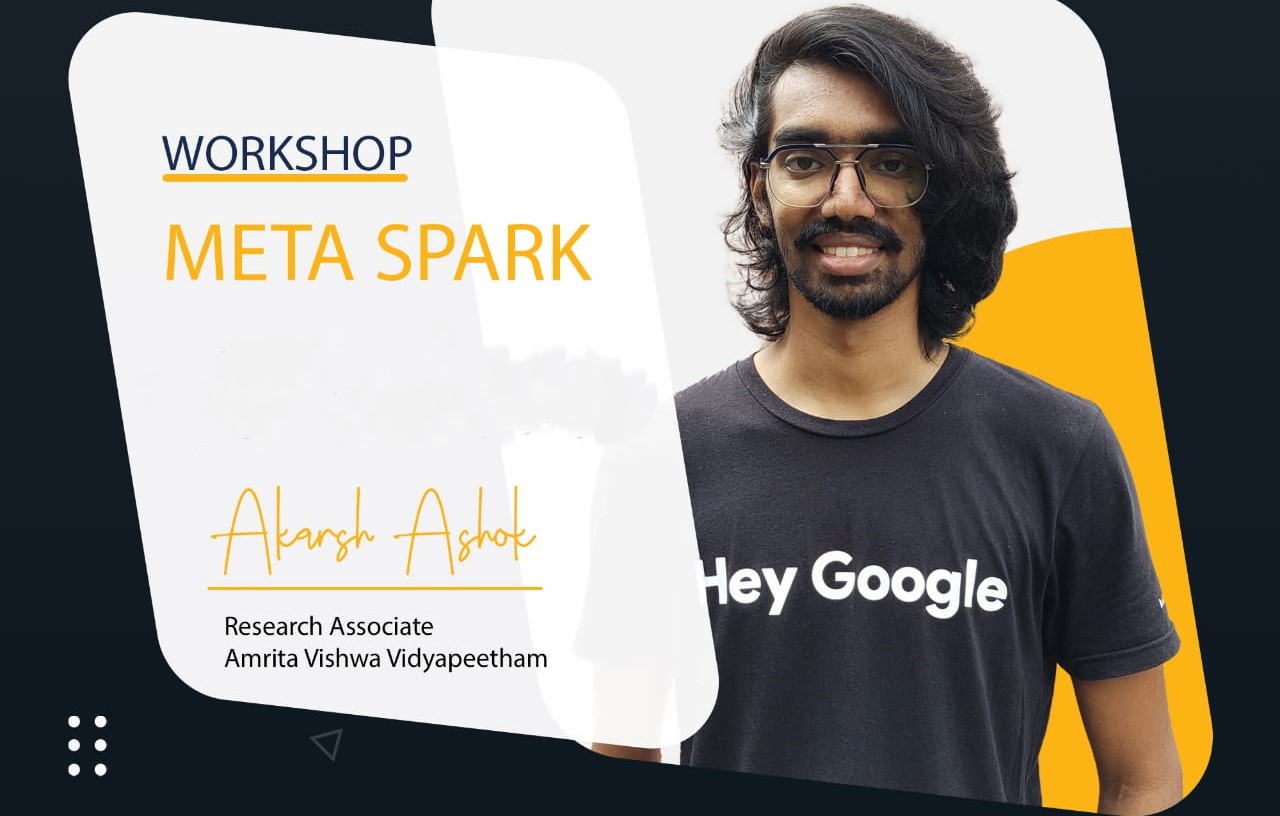 WORKSHOP
META SPARK
Akarsh Ashok
Research Associate
Amrita Vishwa Vidyapeetham
Hey Google